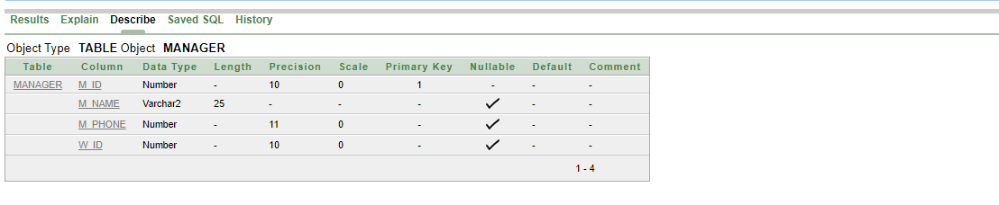 Results Explain Describe Saved SQL History
Object Type TABLE Object MANAGER
Table Column Data Type Length Precision Scale Primary Key Nullable Default Comment
MANAGER M_ID Number - 10 0 1 - - -
M_NAME Varchar2 25 - - - - -
M_PHONE Number - 11 0 - - -
W_ID Number - 10 0 - - -
1 - 4